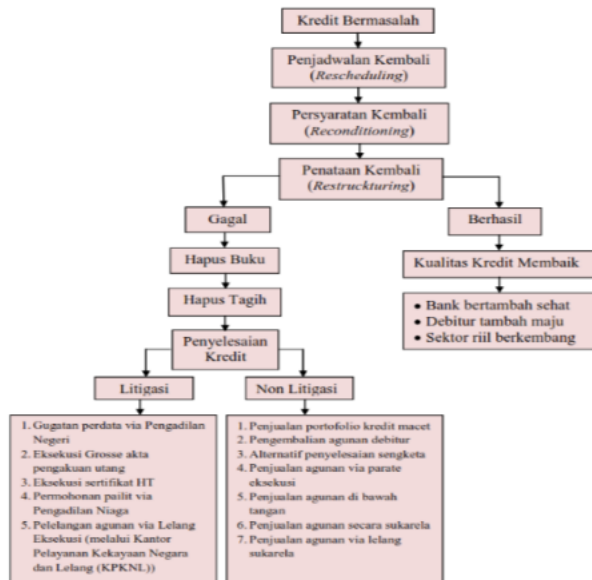 Kredit Bermasalah
Penjadwalan Kembali
(Rescheduling)
Persyaratan Kembali
(Reconditioning)
Penataan Kembali
(Restruckturing)
Gagal
Berhasil
Hapus Buku
Kualitas Kredit Membaik
Hapus Tagih
• Bank bertambah sehat
• Debitur tambah maju
• Sektor riil berkembang
Penyelesaian
Kredit
Litigasi
Non Litigasi
1. Gugatan perdata via Pengadilan
Negeri
2. Eksekusi Grosse akta
pengakuan utang
3. Eksekusi sertifikat HT
4. Permohonan pailit via
Pengadilan Niaga
5. Pelelangan agunan via Lelang
Eksekusi (melalui Kantor
Pelayanan Kekayaan Negara
dan Lelang (KPKNL))
1. Penjualan portofolio kredit macet
2. Pengembalian agunan debitur
3. Alternatif penyelesaian sengketa
4. Penjualan agunan via parate
eksekusi
5. Penjualan agunan di bawah
tangan
6. Penjualan agunan secara sukarela
7. Penjualan agunan via lelang
sukarela